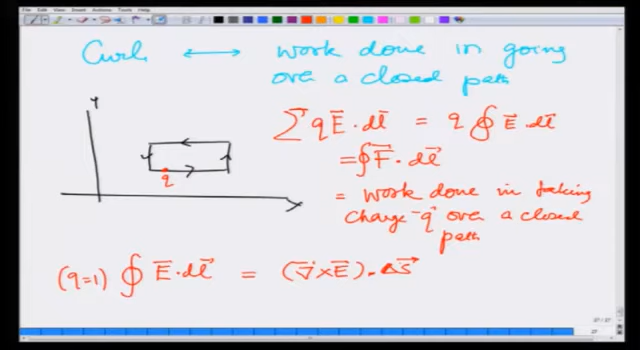 Curl ⟷ work done in going
over a closed path
Y
q
X
∑ q E⃗ · dl⃗ = q ∮ E⃗ · dl⃗
= ∮ F⃗ · dl⃗
= work done in taking
charge q over a closed
path
(q=1) ∮ E⃗ · dl⃗ = (∇⃗ × E⃗) · Δs⃗